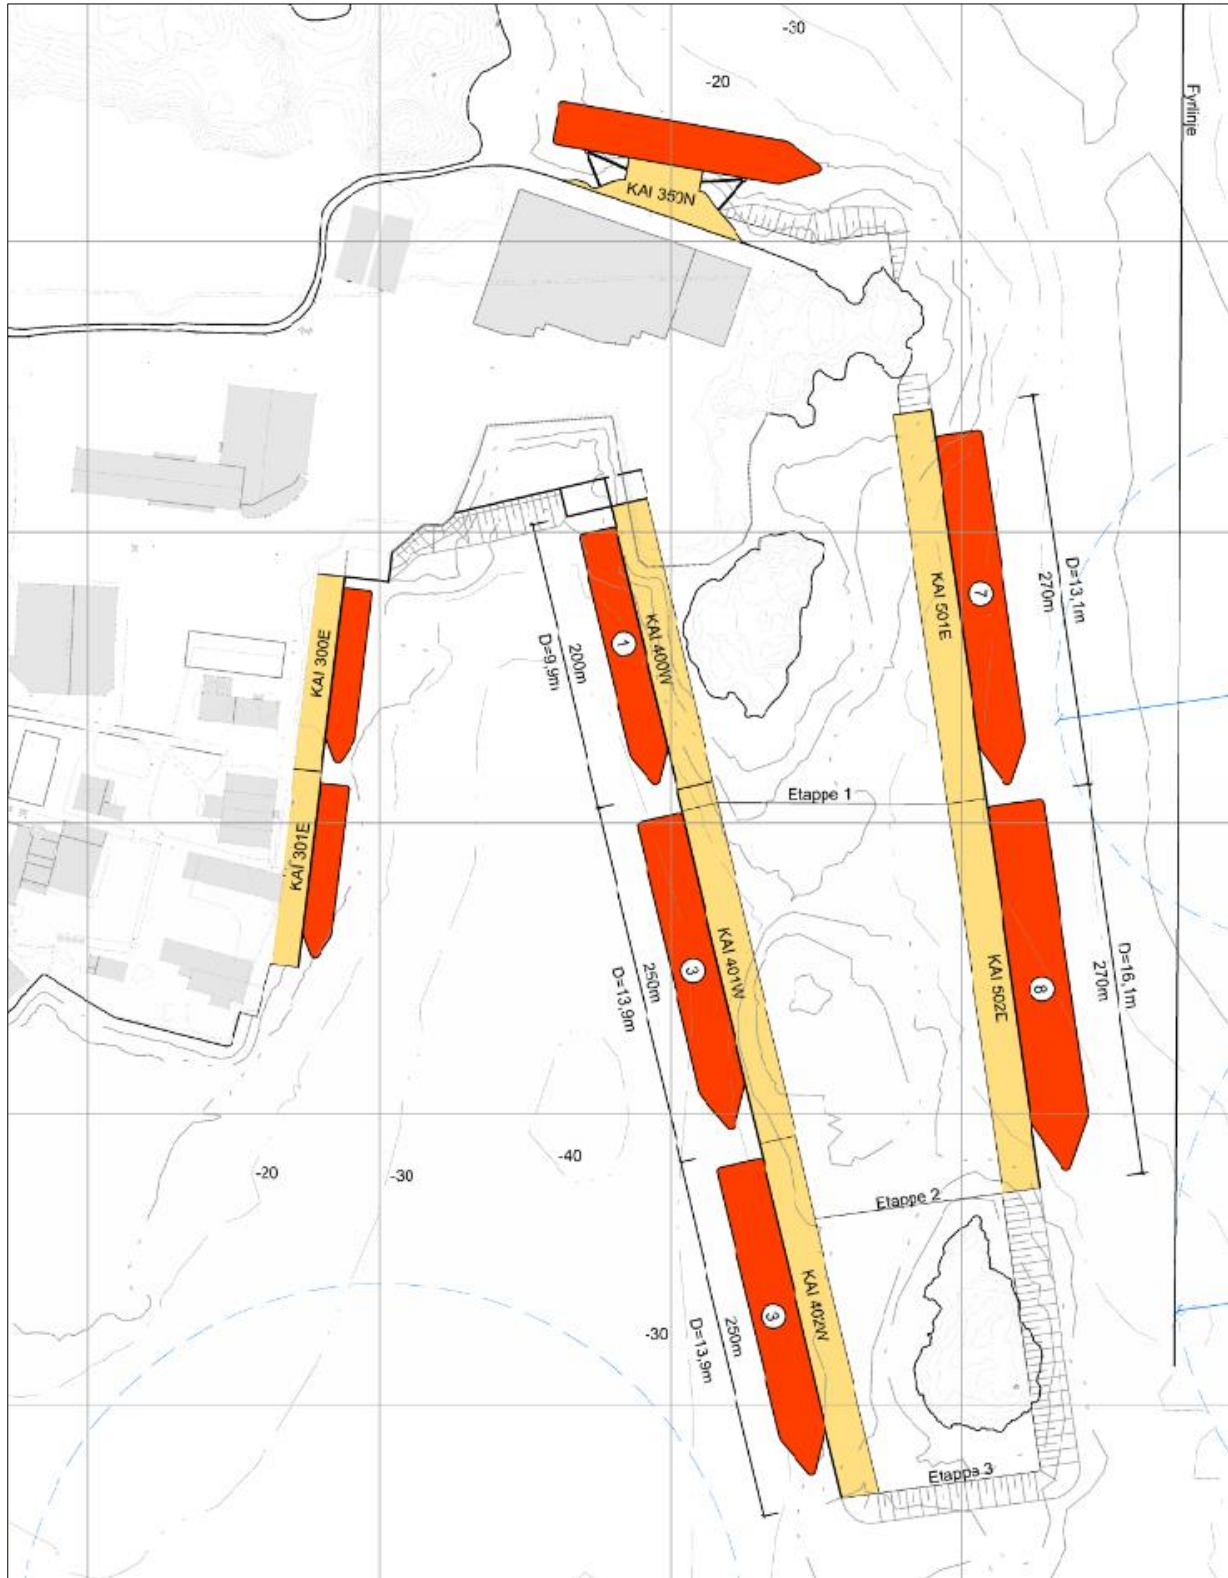 -30
-20
Fyrlinje
KAI 350N
D=13,1m
270m
7
KAI 501E
KAI 400W
1
200m
D=9,9m
KAI 300E
Etappe 1
KAI 301E
KAI 401W
3
250m
D=13,9m
KAI 502E
8
D=16,1m
270m
-40
-20
-30
Etappe 2
KAI 402W
3
-30
250m
D=13,9m
Etappe 3